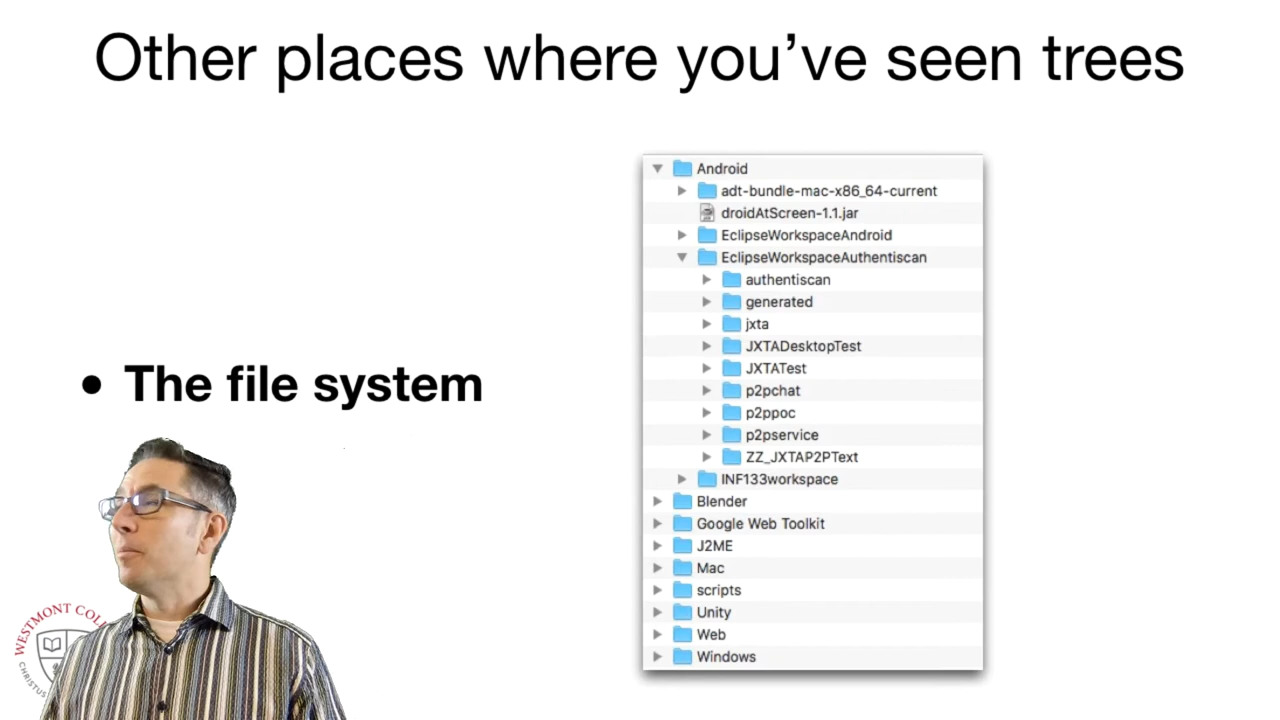 Other places where you've seen trees
• The file system
Android
adt-bundle-mac-x86_64-current
droidAtScreen-1.1.jar
EclipseWorkspaceAndroid
EclipseWorkspaceAuthentiscan
authentiscan
generated
jxta
JXTADesktopTest
JXTATest
p2pchat
p2ppoc
p2pservice
ZZ_JXTAP2PText
INF133workspace
Blender
Google Web Toolkit
J2ME
Mac
scripts
Unity
Web
Windows
WESTMONT
CHRISTUS